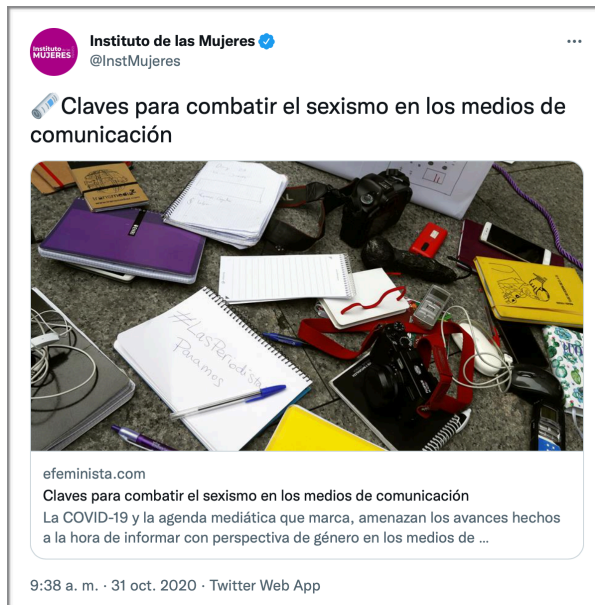 Instituto de las Mujeres
@InstMujeres
Instituto
MUJERES
Claves para combatir el sexismo en los medios de
comunicación
#LasPeriodistas
Paramos
efeminista.com
Claves para combatir el sexismo en los medios de comunicación
La COVID-19 y la agenda mediática que marca, amenazan los avances hechos
a la hora de informar con perspectiva de género en los medios de ...
9:38 a. m. · 31 oct. 2020 · Twitter Web App